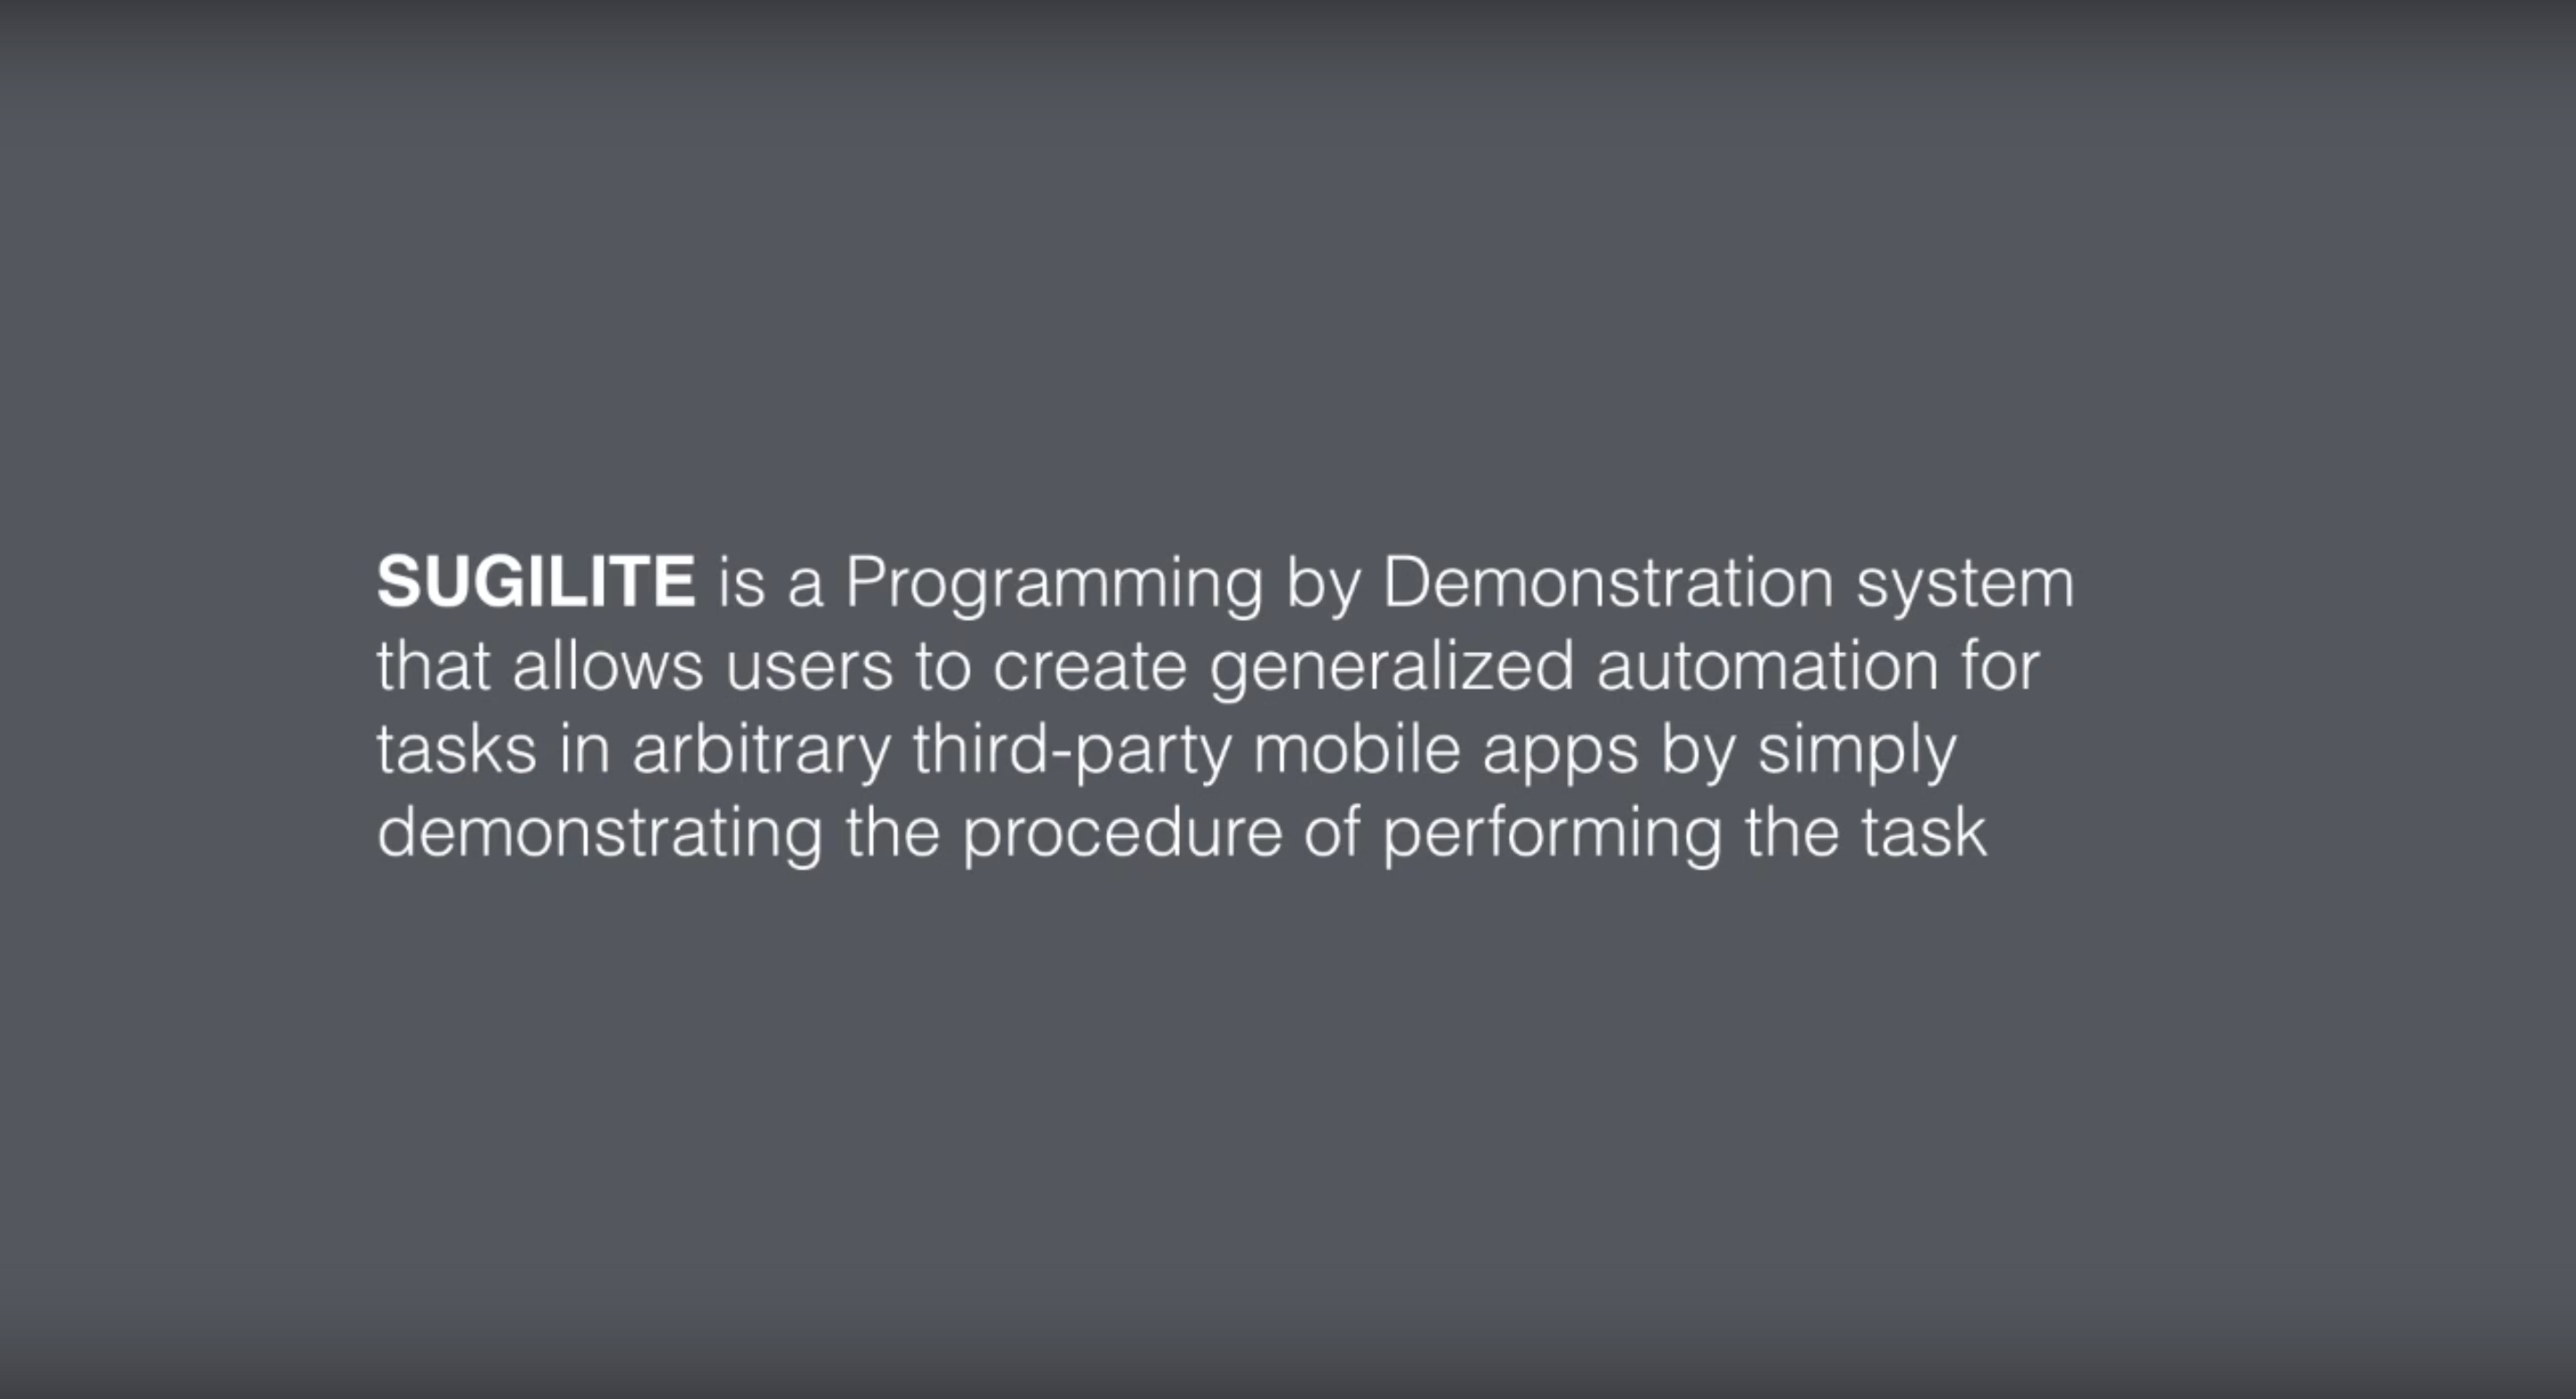 SUGILITE is a Programming by Demonstration system
that allows users to create generalized automation for
tasks in arbitrary third-party mobile apps by simply
demonstrating the procedure of performing the task